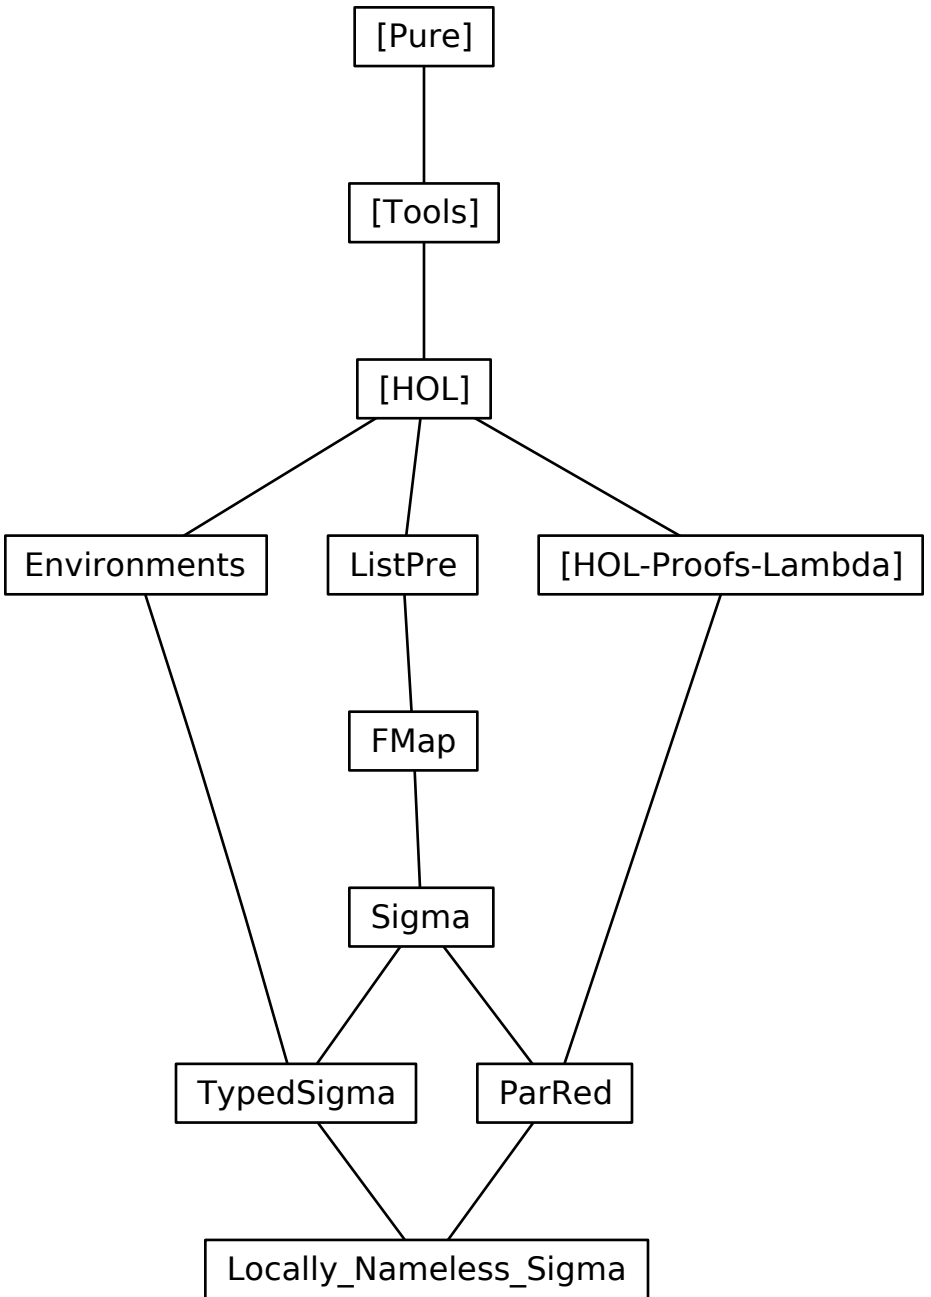 [Pure]
[Tools]
[HOL]
Environments
ListPre
[HOL-Proofs-Lambda]
FMap
Sigma
TypedSigma
ParRed
Locally_Nameless_Sigma